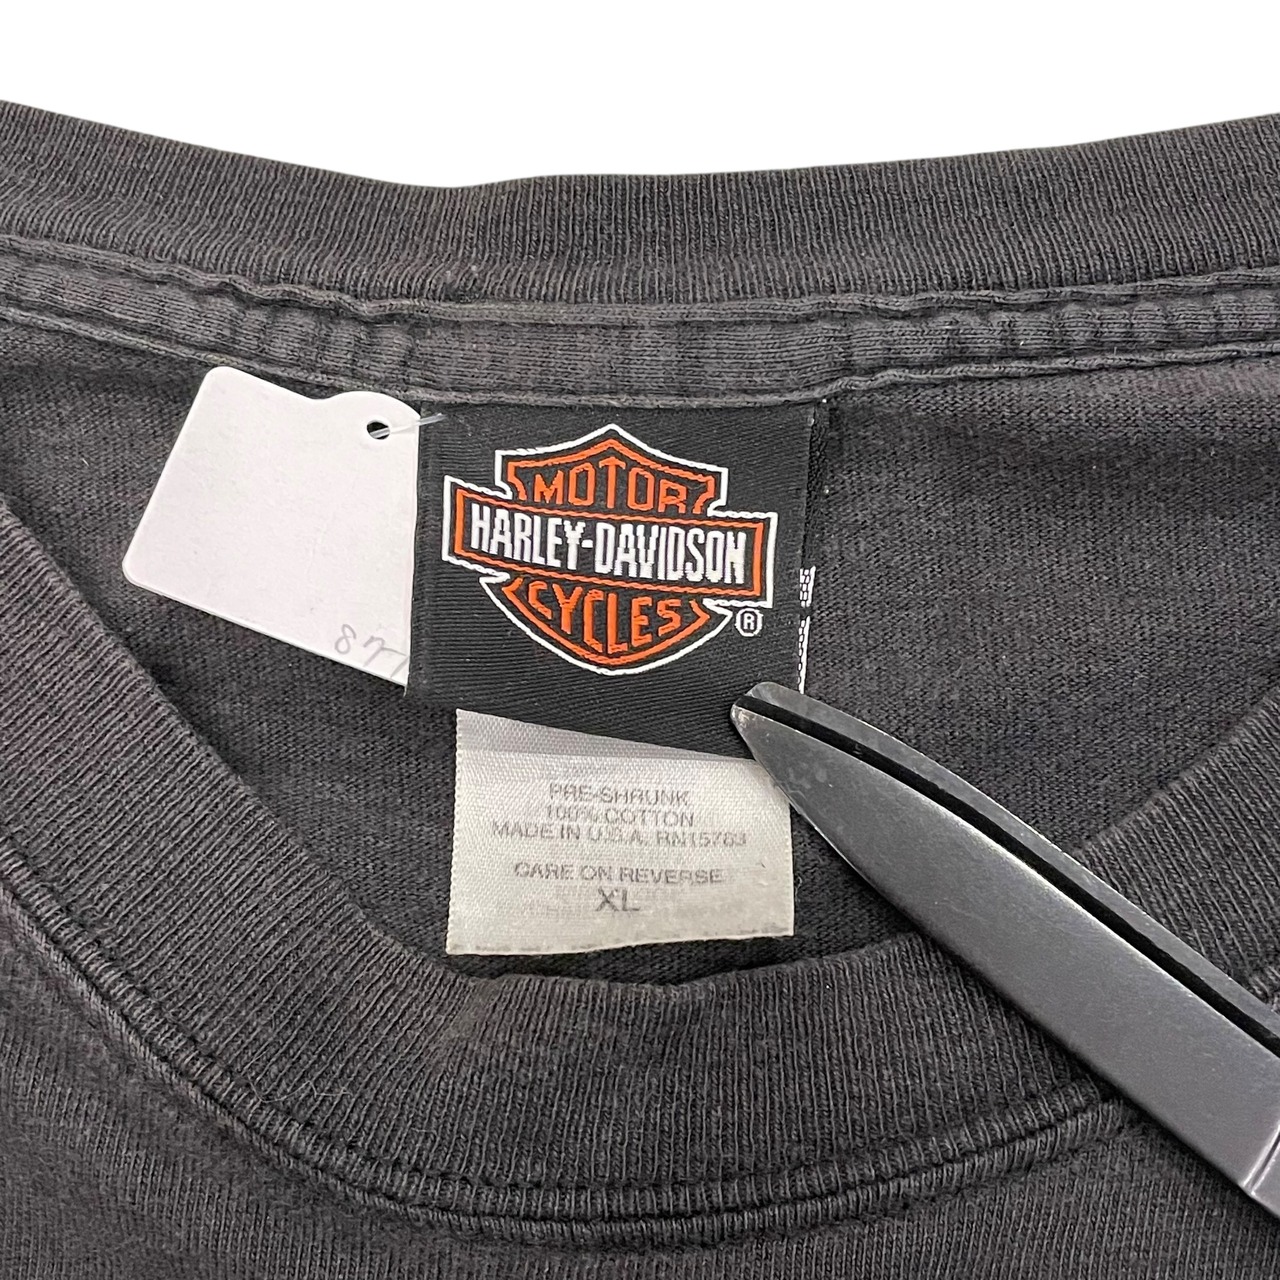 MOTOR
HARLEY-DAVIDSON
CYCLES
®
PRE-SHRUNK
100% COTTON
MADE IN U.S.A. RN15763
CARE ON REVERSE
XL